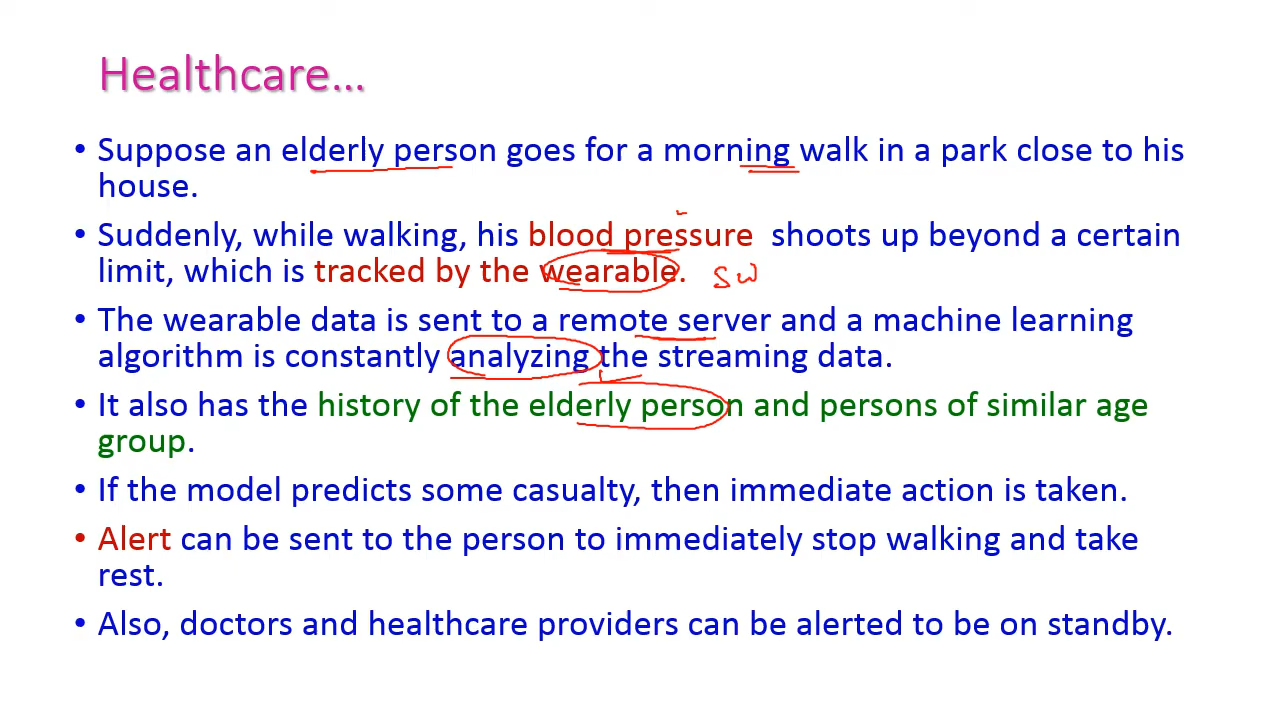 Healthcare...
• Suppose an elderly person goes for a morning walk in a park close to his
house.
• Suddenly, while walking, his blood pressure shoots up beyond a certain
limit, which is tracked by the wearable. SW
• The wearable data is sent to a remote server and a machine learning
algorithm is constantly analyzing the streaming data.
• It also has the history of the elderly person and persons of similar age
group.
• If the model predicts some casualty, then immediate action is taken.
• Alert can be sent to the person to immediately stop walking and take
rest.
• Also, doctors and healthcare providers can be alerted to be on standby.